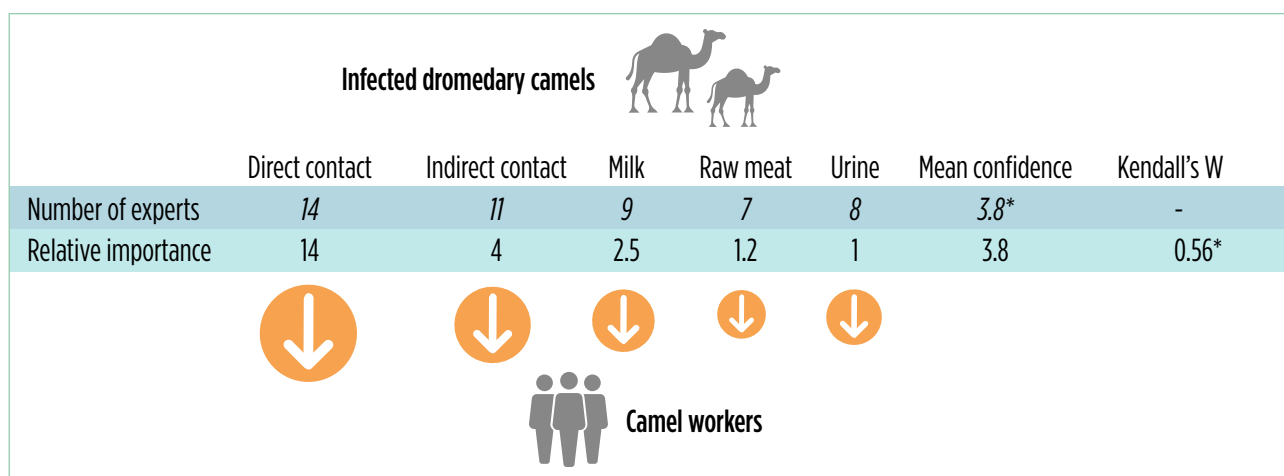 Infected dromedary camels
Direct contact Indirect contact Milk Raw meat Urine Mean confidence Kendall's W
Number of experts 14 11 9 7 8 3.8* -
Relative importance 14 4 2.5 1.2 1 3.8 0.56*
Camel workers